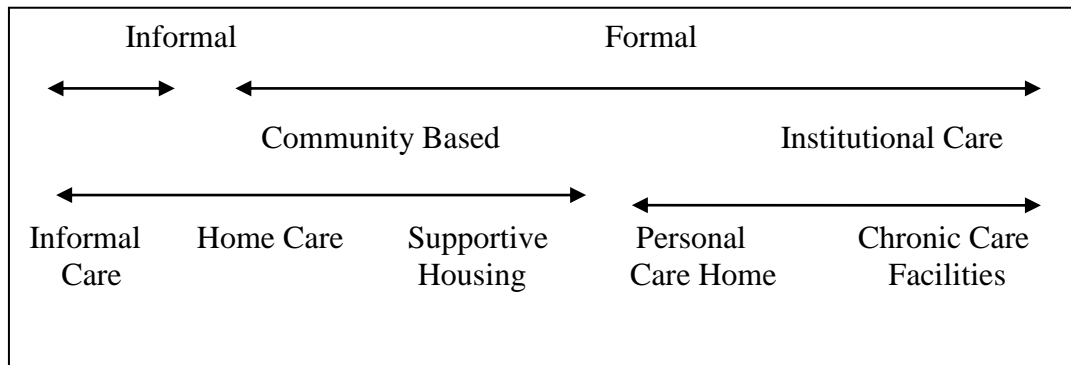 Informal Formal
Community Based Institutional Care
Informal Home Care Supportive Personal Chronic Care
Care Housing Care Home Facilities